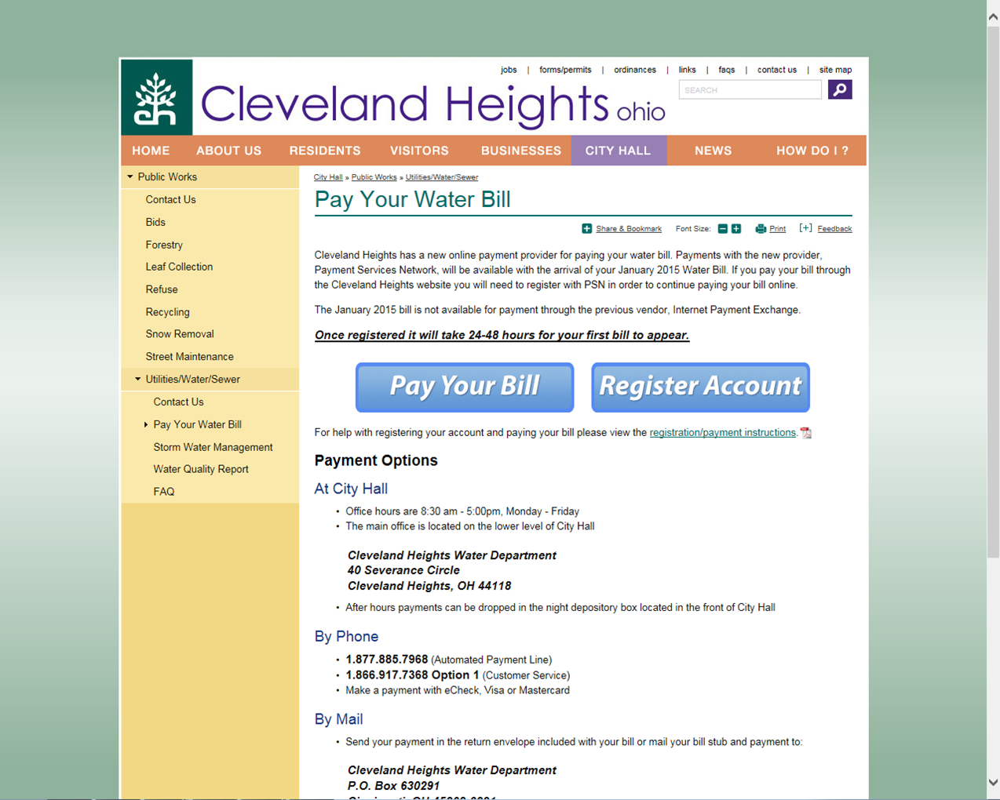 jobs | forms/permits | ordinances | links | faqs | contact us | site map
Cleveland Heights ohio
SEARCH
HOME ABOUT US RESIDENTS VISITORS BUSINESSES CITY HALL NEWS HOW DO I ?
Public Works
Contact Us
Bids
Forestry
Leaf Collection
Refuse
Recycling
Snow Removal
Street Maintenance
Utilities/Water/Sewer
Contact Us
Pay Your Water Bill
Storm Water Management
Water Quality Report
FAQ
City Hall » Public Works » Utilities/Water/Sewer
Pay Your Water Bill
Share & Bookmark Font Size: Print [+] Feedback
Cleveland Heights has a new online payment provider for paying your water bill. Payments with the new provider,
Payment Services Network, will be available with the arrival of your January 2015 Water Bill. If you pay your bill through
the Cleveland Heights website you will need to register with PSN in order to continue paying your bill online.
The January 2015 bill is not available for payment through the previous vendor, Internet Payment Exchange.
Once registered it will take 24-48 hours for your first bill to appear.
Pay Your Bill Register Account
For help with registering your account and paying your bill please view the registration/payment instructions.
Payment Options
At City Hall
• Office hours are 8:30 am - 5:00pm, Monday - Friday
• The main office is located on the lower level of City Hall
Cleveland Heights Water Department
40 Severance Circle
Cleveland Heights, OH 44118
• After hours payments can be dropped in the night depository box located in the front of City Hall
By Phone
• 1.877.885.7968 (Automated Payment Line)
• 1.866.917.7368 Option 1 (Customer Service)
• Make a payment with eCheck, Visa or Mastercard
By Mail
• Send your payment in the return envelope included with your bill or mail your bill stub and payment to:
Cleveland Heights Water Department
P.O. Box 630291